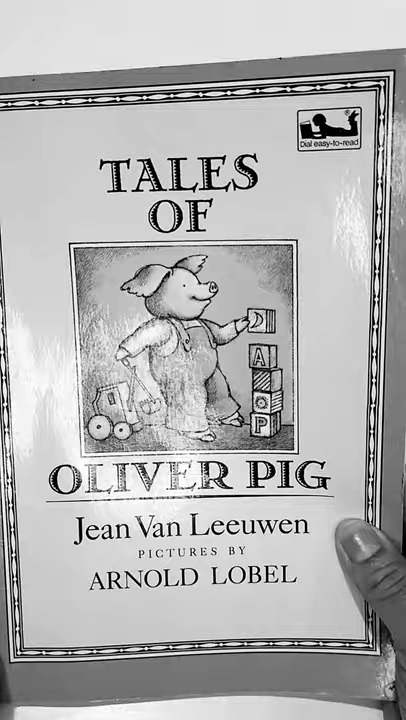 Dial easy-to-read
TALES
OF
A
P
OLIVER PIG
Jean Van Leeuwen
PICTURES BY
ARNOLD LOBEL